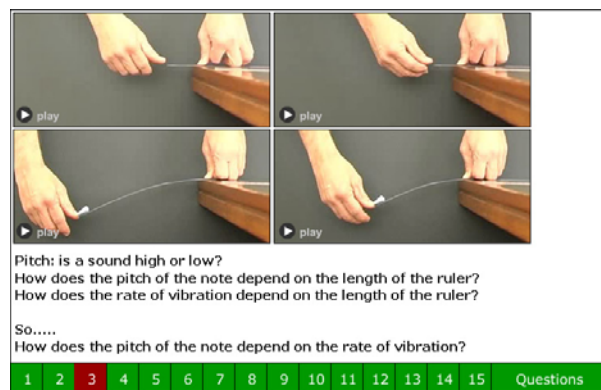 play
play
play
play
Pitch: is a sound high or low?
How does the pitch of the note depend on the length of the ruler?
How does the rate of vibration depend on the length of the ruler?
So.....
How does the pitch of the note depend on the rate of vibration?
1 2 3 4 5 6 7 8 9 10 11 12 13 14 15 Questions